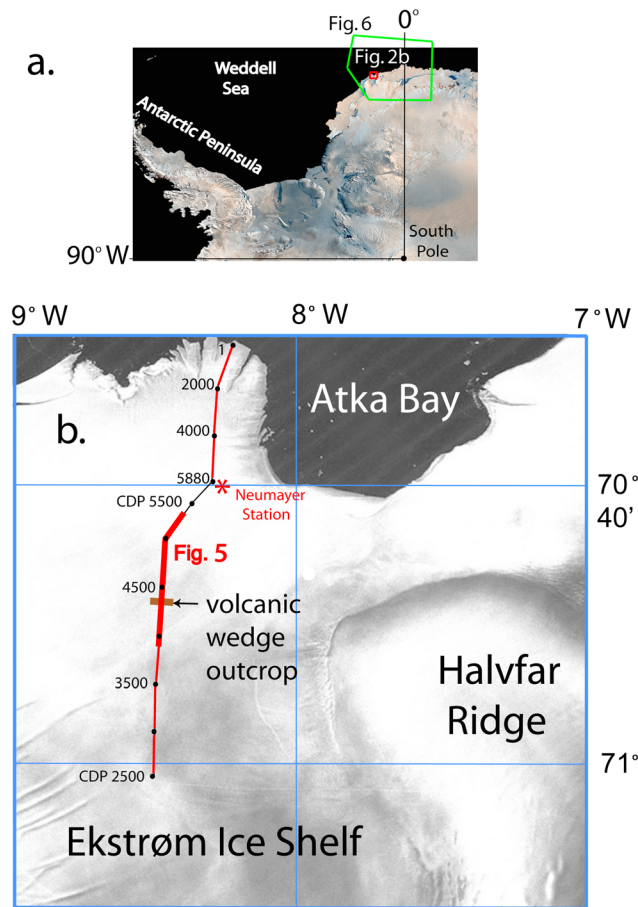 Fig. 6
0°
a.
Weddell
Sea
Fig. 2b
Antarctic Peninsula
South
Pole
90° W
9° W
8° W
7° W
1
2000
Atka Bay
b.
4000
5880
70°
40'
CDP 5500
Neumayer
Station
Fig. 5
4500
volcanic
wedge
outcrop
Halvfar
Ridge
3500
71°
CDP 2500
Ekstrøm Ice Shelf